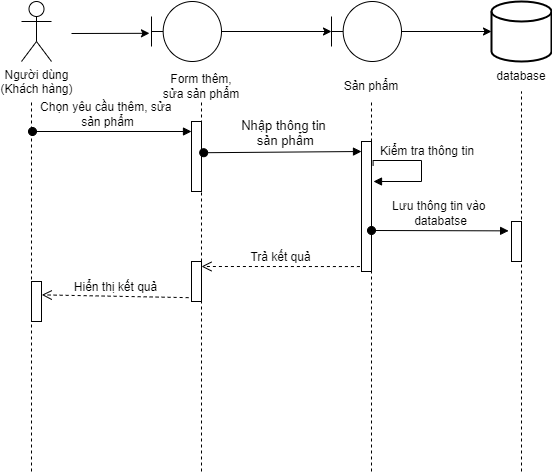 Người dùng
(Khách hàng)
Form thêm,
sửa sản phẩm
Sản phẩm
database
Chọn yêu cầu thêm, sửa
sản phẩm
Nhập thông tin
sản phẩm
Kiểm tra thông tin
Lưu thông tin vào
databatse
Trả kết quả
Hiển thị kết quả